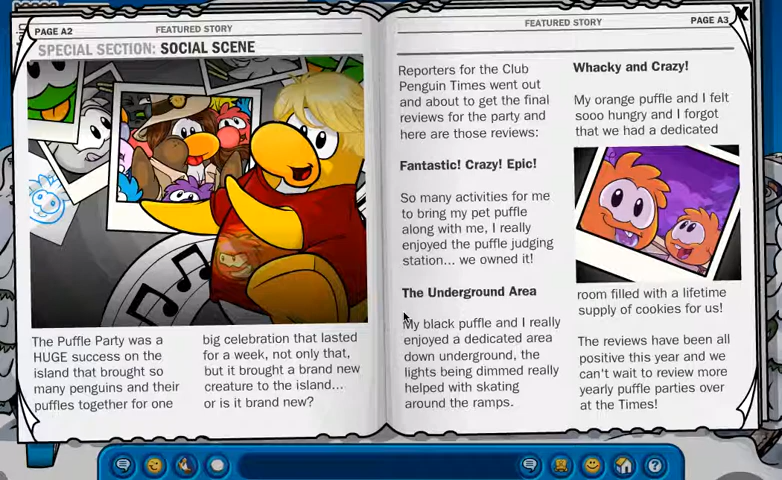 PAGE A2
FEATURED STORY
SPECIAL SECTION: SOCIAL SCENE
The Puffle Party was a
HUGE success on the
island that brought so
many penguins and their
puffles together for one
big celebration that lasted
for a week, not only that,
but it brought a brand new
creature to the island...
or is it brand new?
FEATURED STORY
PAGE A3
X
Reporters for the Club
Penguin Times went out
and about to get the final
reviews for the party and
here are those reviews:
Fantastic! Crazy! Epic!
So many activities for me
to bring my pet puffle
along with me, I really
enjoyed the puffle judging
station... we owned it!
The Underground Area
My black puffle and I really
enjoyed a dedicated area
down underground, the
lights being dimmed really
helped with skating
around the ramps.
Whacky and Crazy!
My orange puffle and I felt
sooo hungry and I forgot
that we had a dedicated
room filled with a lifetime
supply of cookies for us!
The reviews have been all
positive this year and we
can't wait to review more
yearly puffle parties over
at the Times!
?